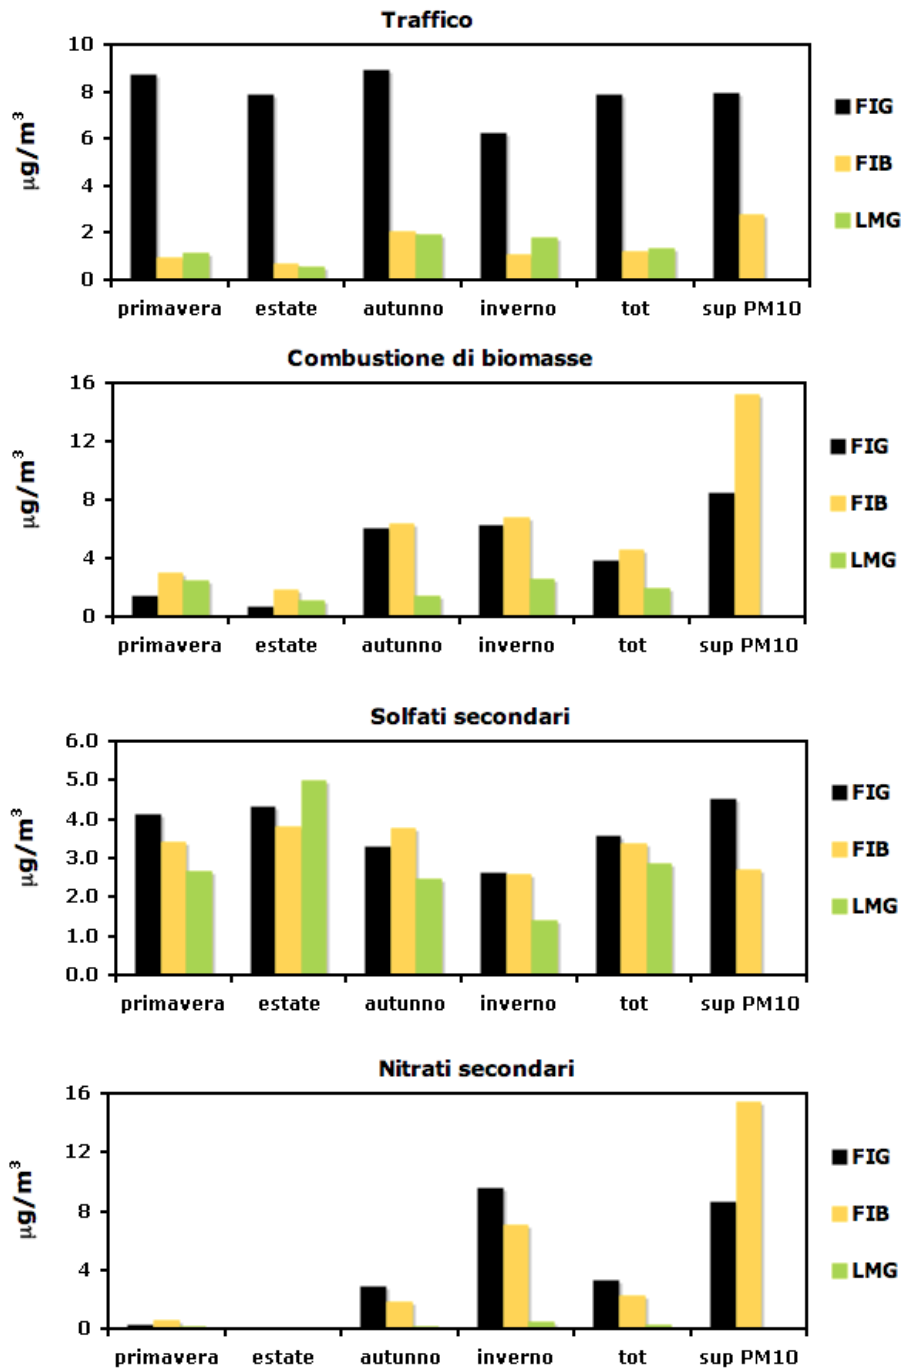 Traffico
10
8
6
4
2
0
μg/m³
primavera estate autunno inverno tot sup PM10
FIG
FIB
LMG
Combustione di biomasse
16
12
8
4
0
μg/m³
primavera estate autunno inverno tot sup PM10
FIG
FIB
LMG
Solfati secondari
6.0
5.0
4.0
3.0
2.0
1.0
0.0
μg/m³
primavera estate autunno inverno tot sup PM10
FIG
FIB
LMG
Nitrati secondari
16
12
8
4
0
μg/m³
primavera estate autunno inverno tot sup PM10
FIG
FIB
LMG